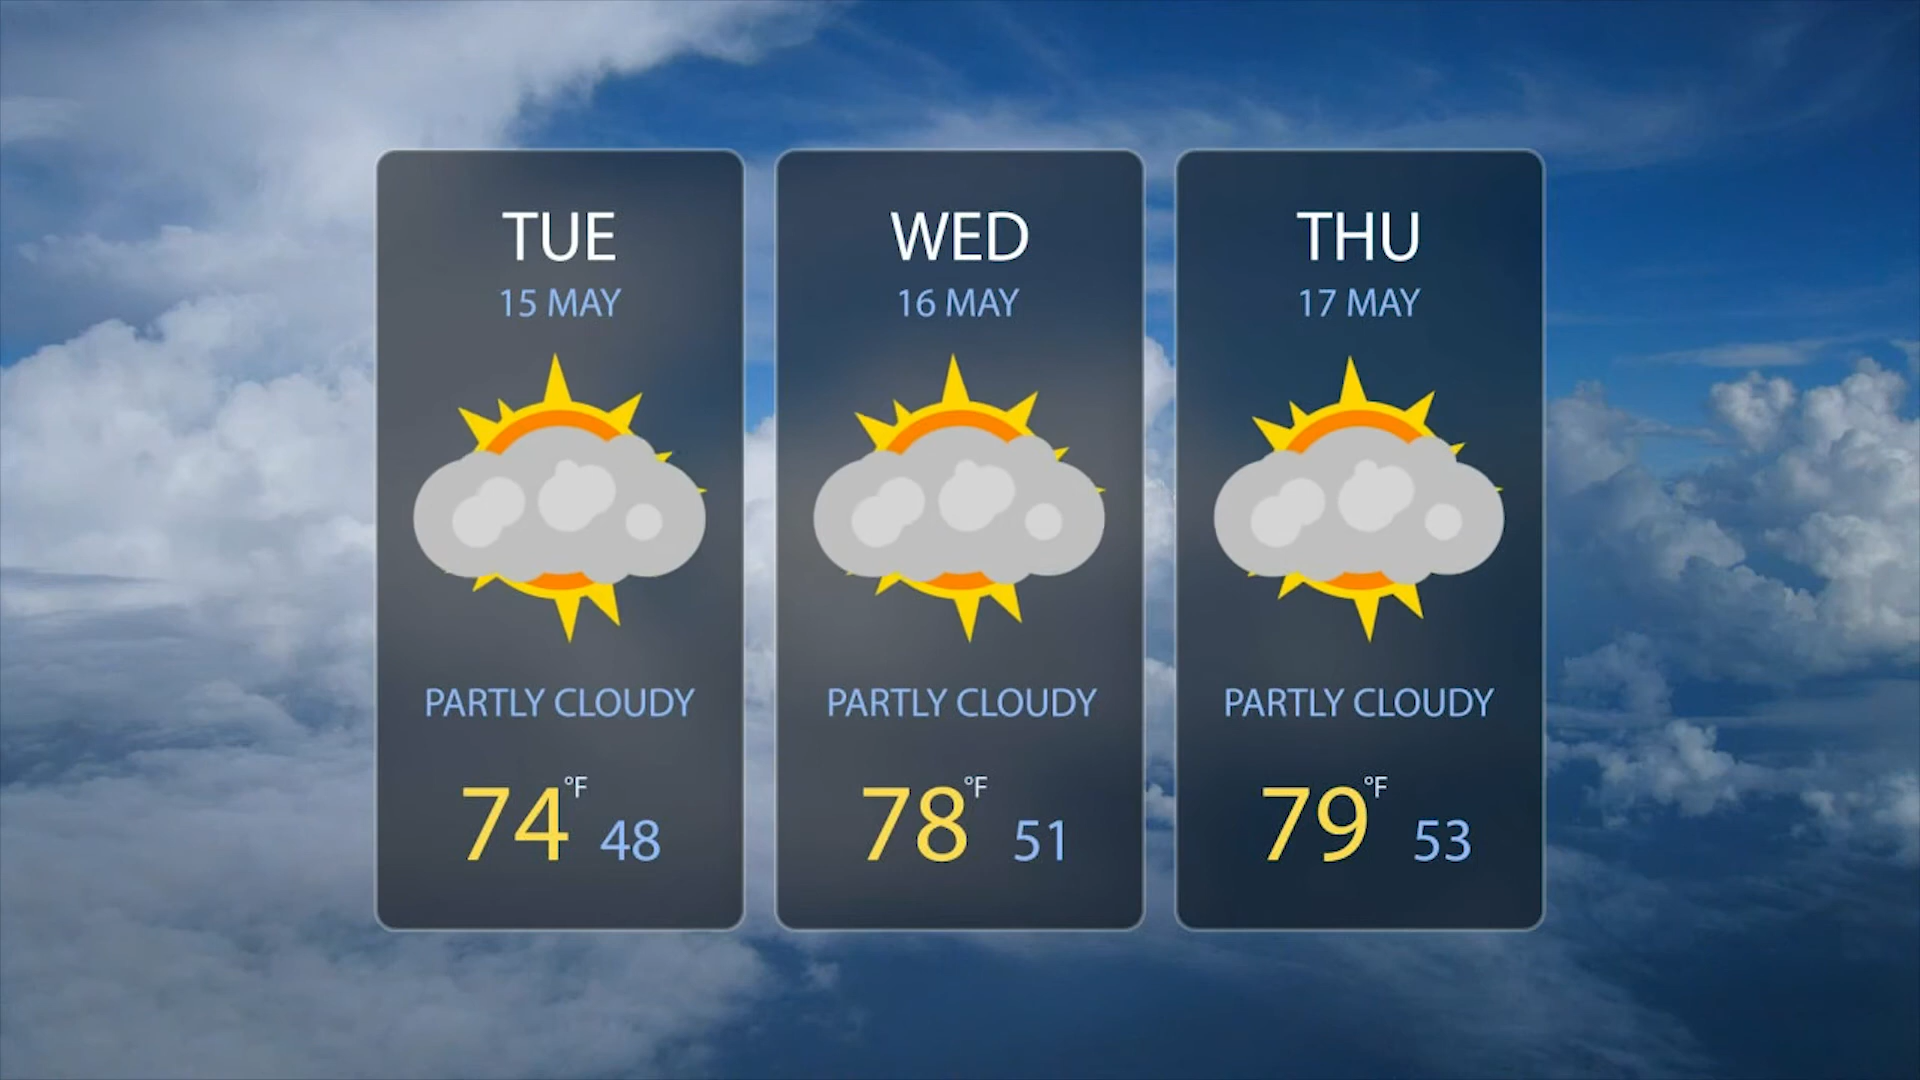 TUE
15 MAY
PARTLY CLOUDY
74 °F 48
WED
16 MAY
PARTLY CLOUDY
78 °F 51
THU
17 MAY
PARTLY CLOUDY
79 °F 53